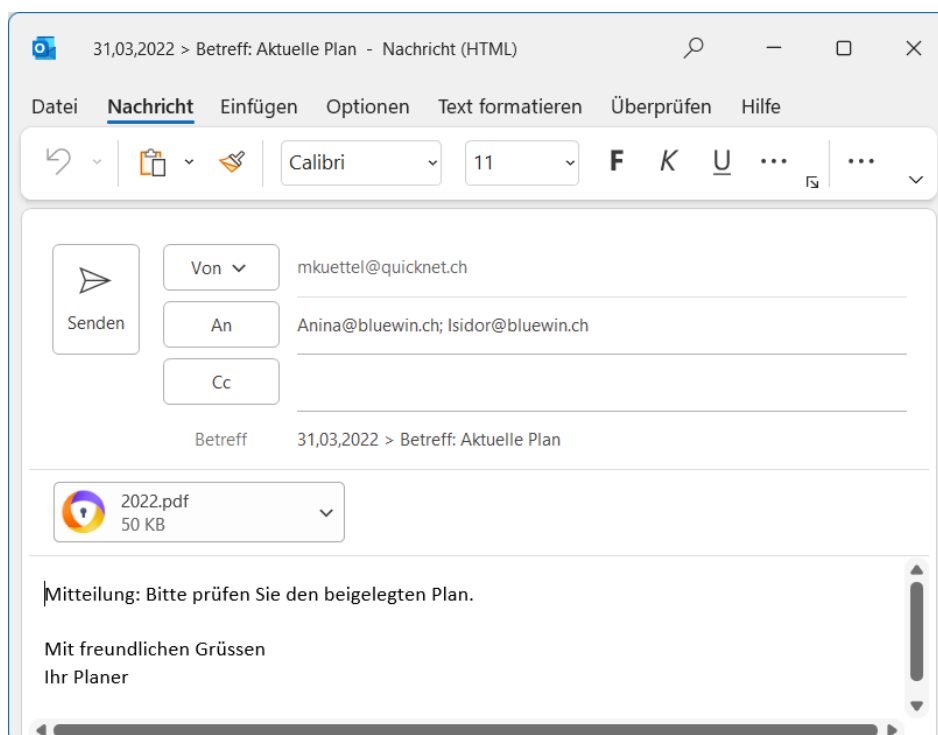 31,03,2022 > Betreff: Aktuelle Plan - Nachricht (HTML)
Datei Nachricht Einfügen Optionen Text formatieren Überprüfen Hilfe
Calibri 11 F K U ... ...
Senden
Von mkuettel@quicknet.ch
An Anina@bluewin.ch; Isidor@bluewin.ch
Cc
Betreff 31,03,2022 > Betreff: Aktuelle Plan
2022.pdf
50 KB
Mitteilung: Bitte prüfen Sie den beigelegten Plan.
Mit freundlichen Grüssen
Ihr Planer